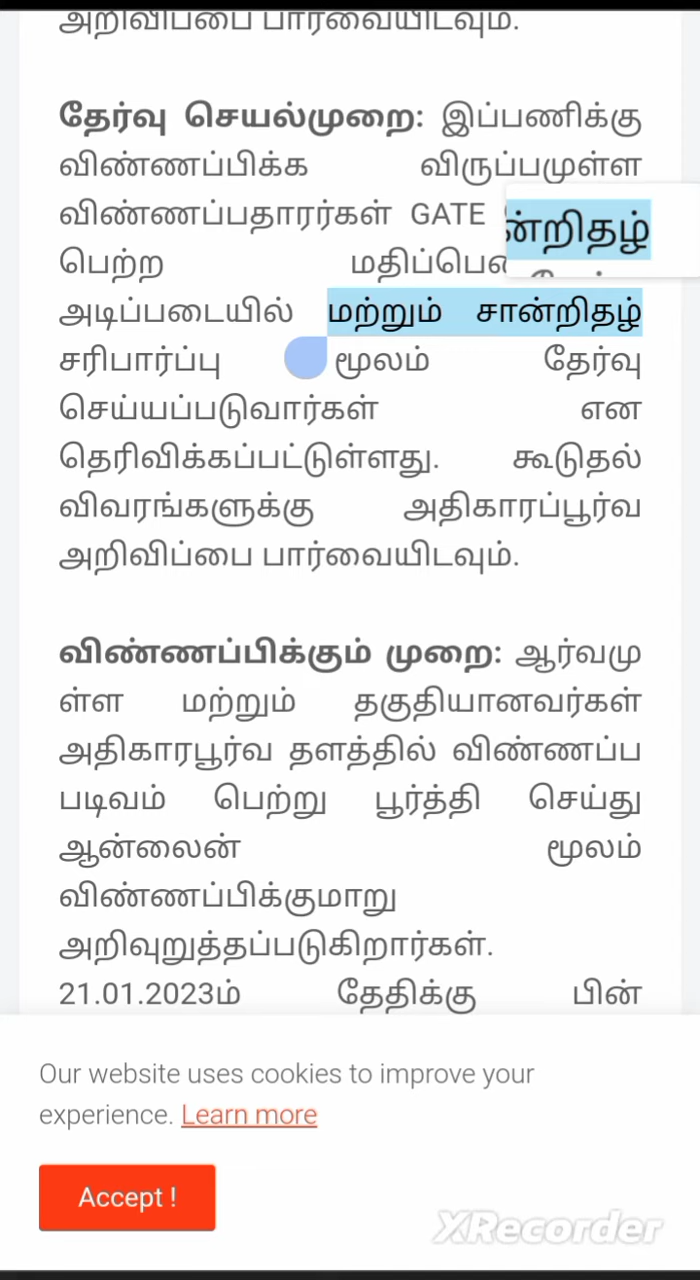 அறிவிப்பை பார்வையிடவும்.
தேர்வு செயல்முறை: இப்பணிக்கு
விண்ணப்பிக்க விருப்பமுள்ள
விண்ணப்பதாரர்கள் GATE
ன்றிதழ்
பெற்ற
அடிப்படையில் மற்றும் சான்றிதழ்
சரிபார்ப்பு மூலம் தேர்வு
செய்யப்படுவார்கள் என
தெரிவிக்கப்பட்டுள்ளது. கூடுதல்
விவரங்களுக்கு அதிகாரப்பூர்வ
அறிவிப்பை பார்வையிடவும்.
விண்ணப்பிக்கும் முறை: ஆர்வமு
ள்ள மற்றும் தகுதியானவர்கள்
அதிகாரபூர்வ தளத்தில் விண்ணப்ப
படிவம் பெற்று பூர்த்தி செய்து
ஆன்லைன் மூலம்
விண்ணப்பிக்குமாறு
அறிவுறுத்தப்படுகிறார்கள்.
21.01.2023ம் தேதிக்கு பின்
Our website uses cookies to improve your
experience. Learn more
Accept !
XRecorder